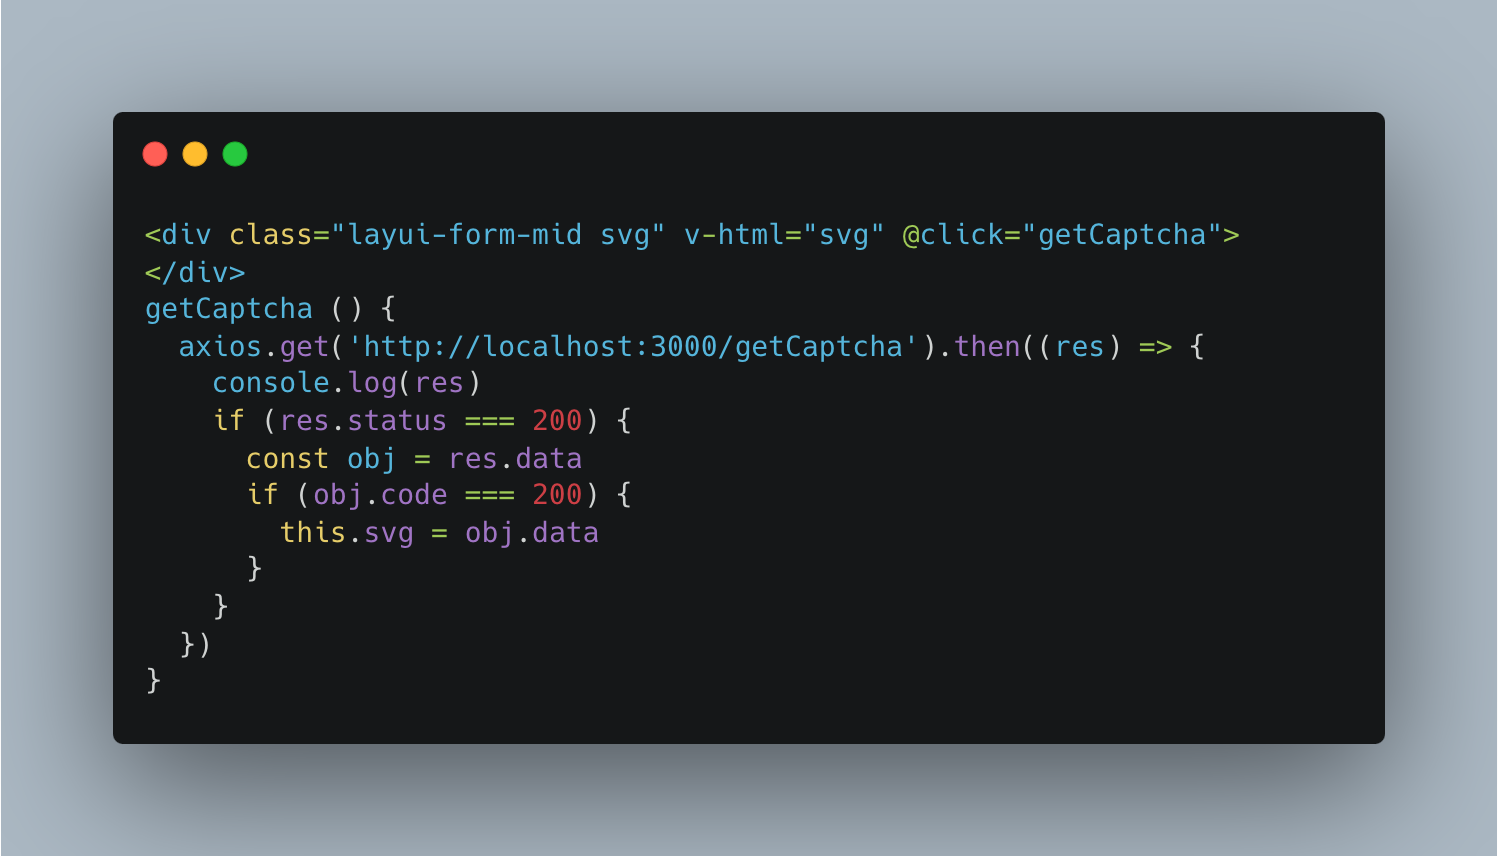 <div class="layui-form-mid svg" v-html="svg" @click="getCaptcha">
</div>
getCaptcha () {
  axios.get('http://localhost:3000/getCaptcha').then((res) => {
    console.log(res)
    if (res.status === 200) {
      const obj = res.data
      if (obj.code === 200) {
        this.svg = obj.data
      }
    }
  })
}